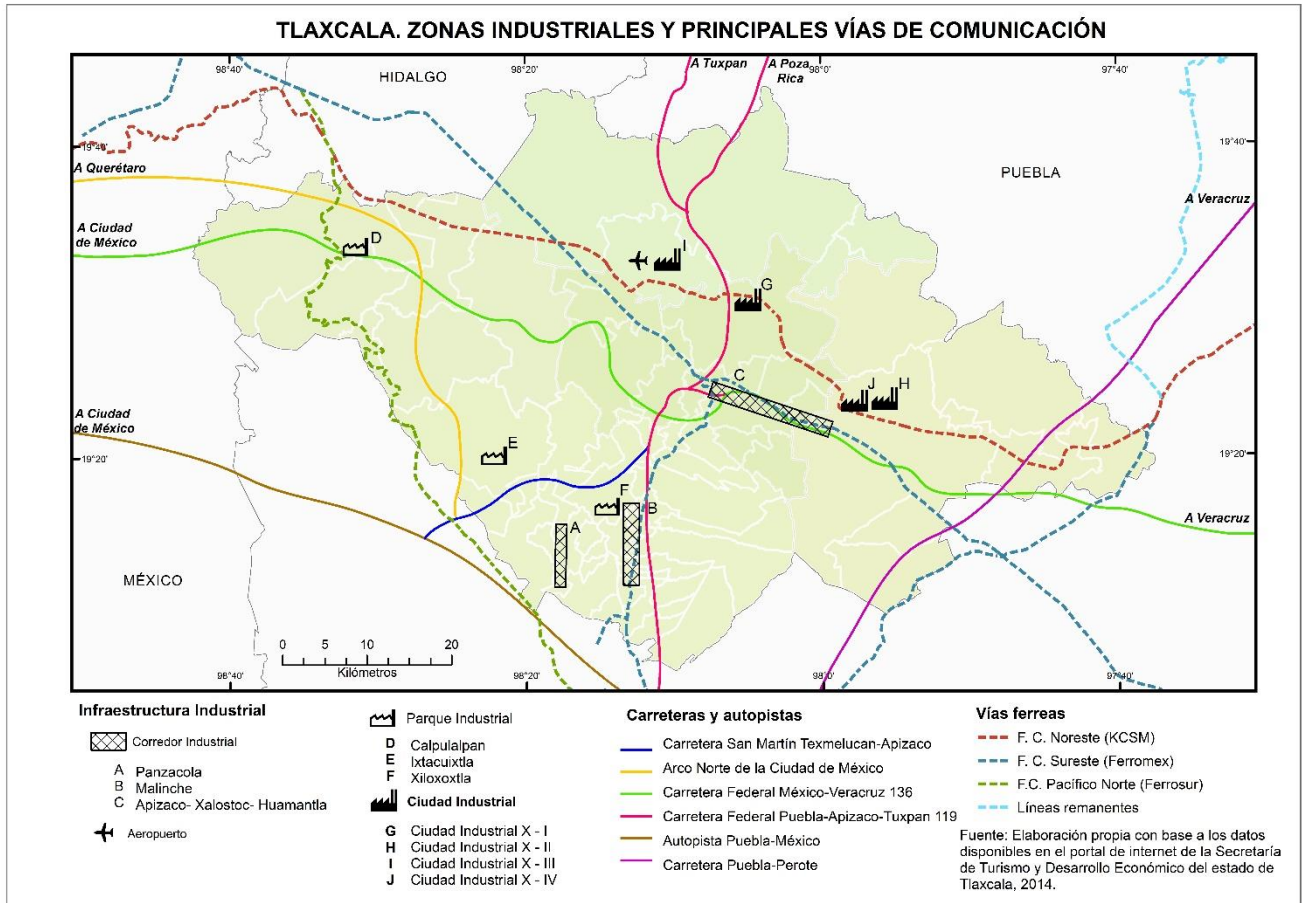 TLAXCALA. ZONAS INDUSTRIALES Y PRINCIPALES VÍAS DE COMUNICACIÓN
98°40'
98°20'
98°0'
97°40'
HIDALGO
A Tuxpan
A Poza
Rica
19°40'
19°40'
A Querétaro
PUEBLA
A Veracruz
A Ciudad
de México
D
I
G
C
J
H
A Ciudad
de México
19°20'
19°20'
E
F
B
A
A Veracruz
MÉXICO
0 5 10 20
Kilómetros
98°40'
98°20'
98°0'
97°40'
Infraestructura Industrial
Corredor Industrial
A Panzacola
B Malinche
C Apizaco- Xalostoc- Huamantla
Aeropuerto
Parque Industrial
D Calpulalpan
E Ixtacuixtla
F Xiloxoxtla
Ciudad Industrial
G Ciudad Industrial X - I
H Ciudad Industrial X - II
I Ciudad Industrial X - III
J Ciudad Industrial X - IV
Carreteras y autopistas
Carretera San Martín Texmelucan-Apizaco
Arco Norte de la Ciudad de México
Carretera Federal México-Veracruz 136
Carretera Federal Puebla-Apizaco-Tuxpan 119
Autopista Puebla-México
Carretera Puebla-Perote
Vías ferreas
F. C. Noreste (KCSM)
F. C. Sureste (Ferromex)
F.C. Pacífico Norte (Ferrosur)
Líneas remanentes
Fuente: Elaboración propia con base a los datos
disponibles en el portal de internet de la Secretaría
de Turismo y Desarrollo Económico del estado de
Tlaxcala, 2014.